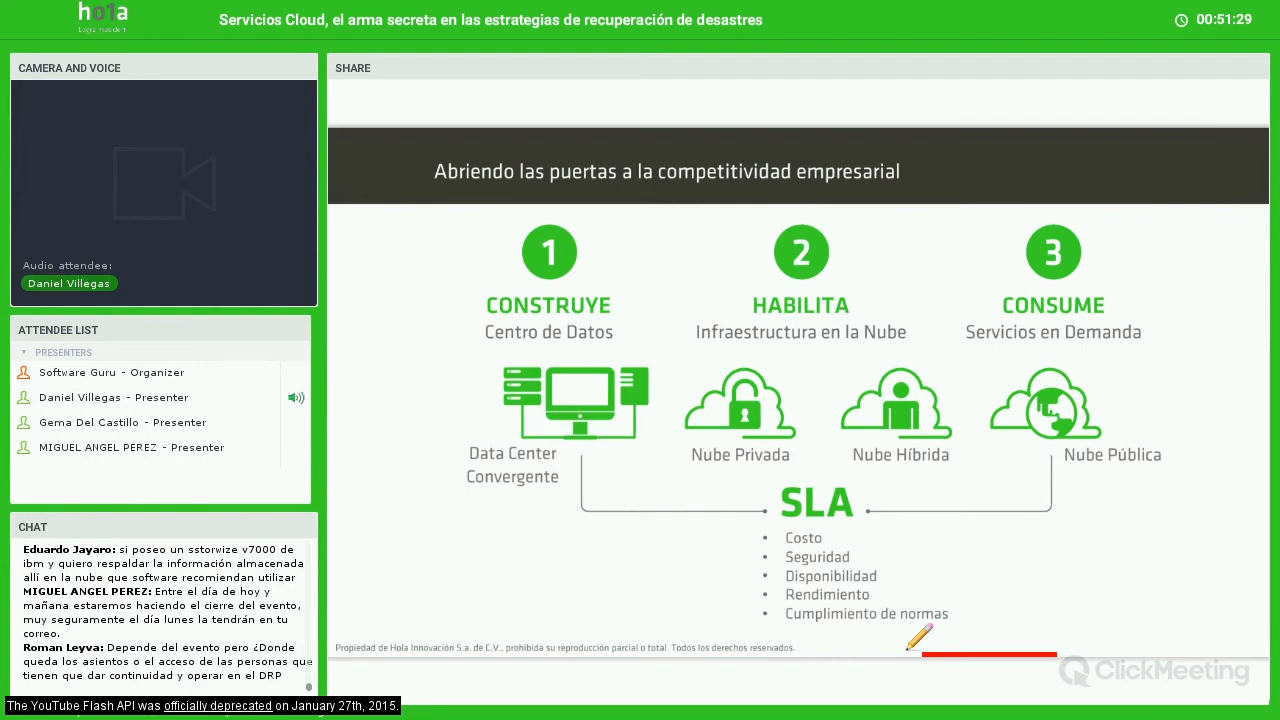 ho1a
Servicios Cloud, el arma secreta en las estrategias de recuperación de desastres
00:51:29
CAMERA AND VOICE
Audio attendee:
Daniel Villegas
ATTENDEE LIST
PRESENTERS
Software Guru - Organizer
Daniel Villegas - Presenter
Gema Del Castillo - Presenter
MIGUEL ANGEL PEREZ - Presenter
CHAT
Eduardo Jayaro: si poseo un sstorwize v7000 de
ibm y quiero respaldar la información almacenada
allí en la nube que software recomiendan utilizar
MIGUEL ANGEL PEREZ: Entre el día de hoy y
mañana estaremos haciendo el cierre del evento,
muy seguramente el día lunes la tendrán en tu
correo.
Roman Leyva: Depende del evento pero ¿Donde
queda los asientos o el acceso de las personas que
tienen que dar continuidad y operar en el DRP
SHARE
Abriendo las puertas a la competitividad empresarial
1
CONSTRUYE
Centro de Datos
2
HABILITA
Infraestructura en la Nube
3
CONSUME
Servicios en Demanda
Data Center
Convergente
Nube Privada
Nube Híbrida
Nube Pública
SLA
• Costo
• Seguridad
• Disponibilidad
• Rendimiento
• Cumplimiento de normas
Propiedad de Hola Innovación S.a. de C.V., prohibida su reproducción parcial o total. Todos los derechos reservados.
ClickMeeting
The YouTube Flash API was officially deprecated on January 27th, 2015.